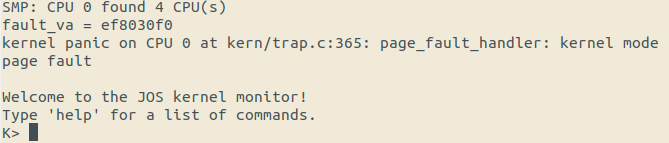 SMP: CPU 0 found 4 CPU(s)
fault_va = ef8030f0
kernel panic on CPU 0 at kern/trap.c:365: page_fault_handler: kernel mode
page fault
Welcome to the JOS kernel monitor!
Type 'help' for a list of commands.
K>